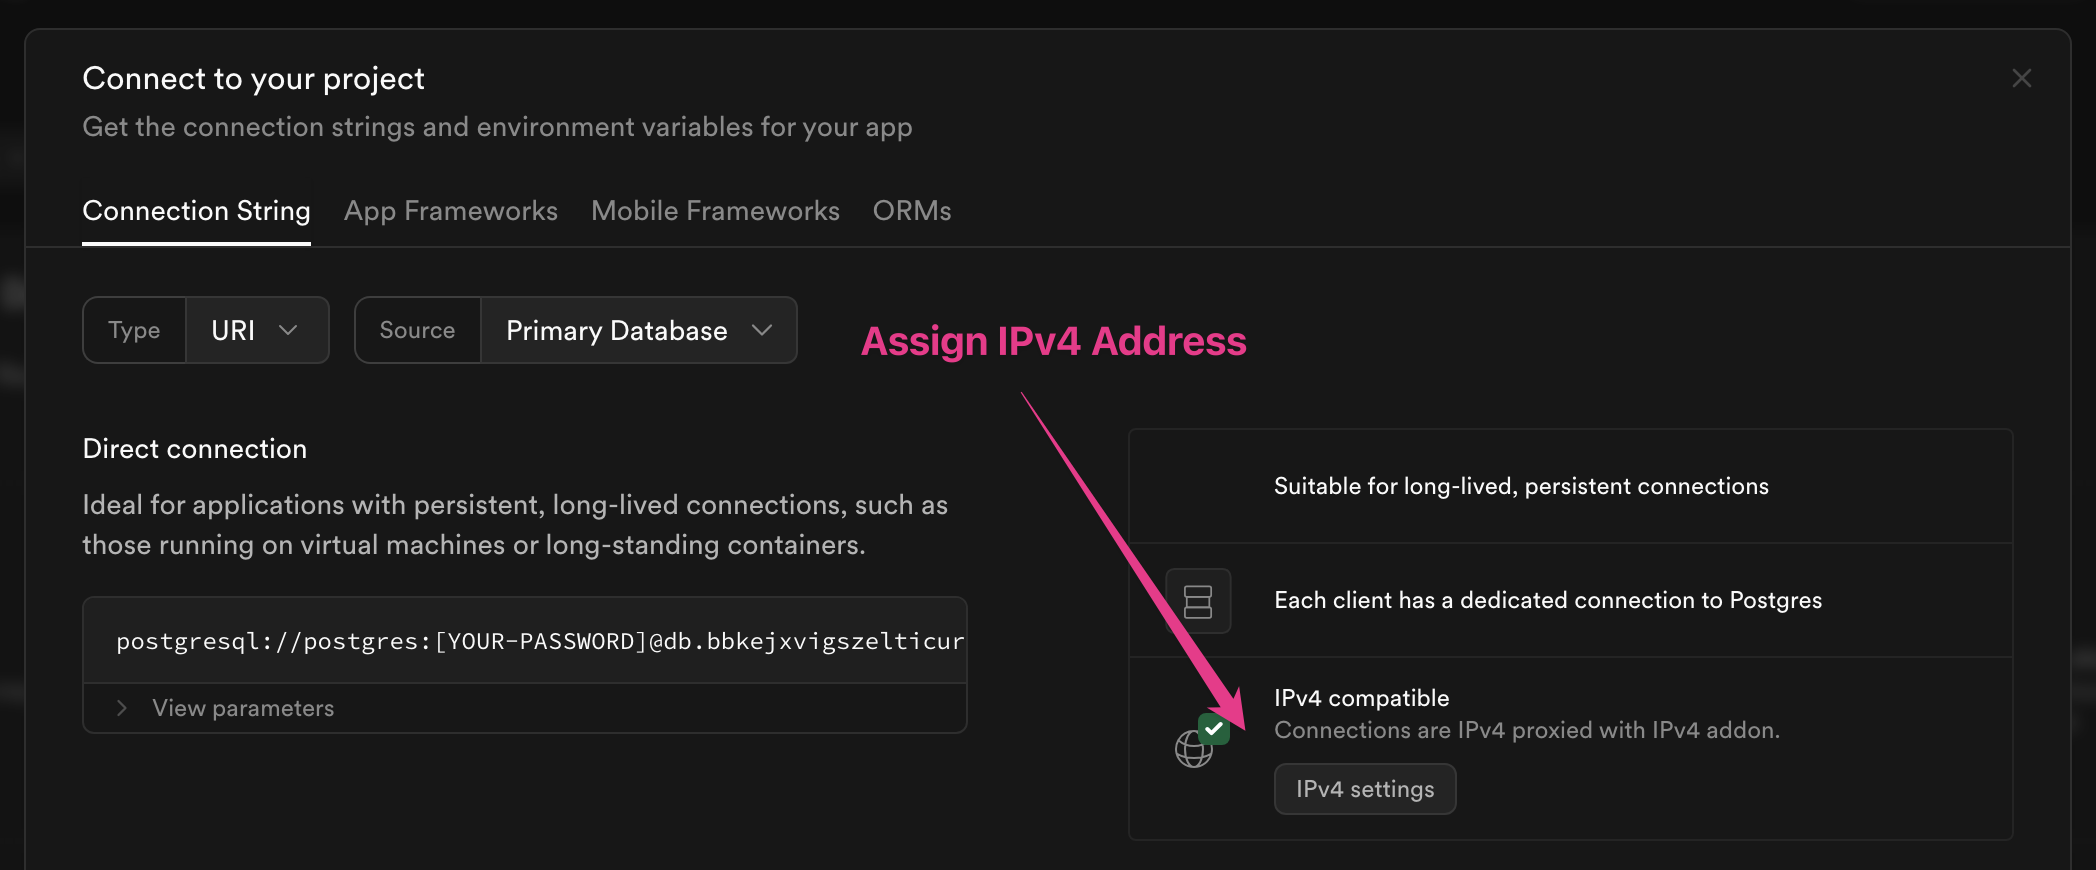 Connect to your project
Get the connection strings and environment variables for your app
Connection String App Frameworks Mobile Frameworks ORMs
Type URI Source Primary Database
Assign IPv4 Address
Direct connection
Ideal for applications with persistent, long-lived connections, such as
those running on virtual machines or long-standing containers.
postgresql://postgres:[YOUR-PASSWORD]@db.bbkejxvigszelticur
View parameters
Suitable for long-lived, persistent connections
Each client has a dedicated connection to Postgres
IPv4 compatible
Connections are IPv4 proxied with IPv4 addon.
IPv4 settings